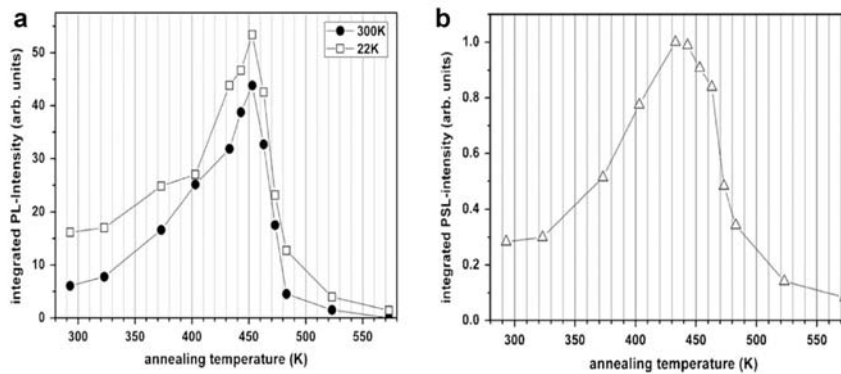 a
300K
22K
integrated PL-Intensity (arb. units)
50
40
30
20
10
0
300 350 400 450 500 550
annealing temperature (K)
b
integrated PSL-intensity (arb. units)
1.0
0.8
0.6
0.4
0.2
0.0
300 350 400 450 500 550
annealing temperature (K)